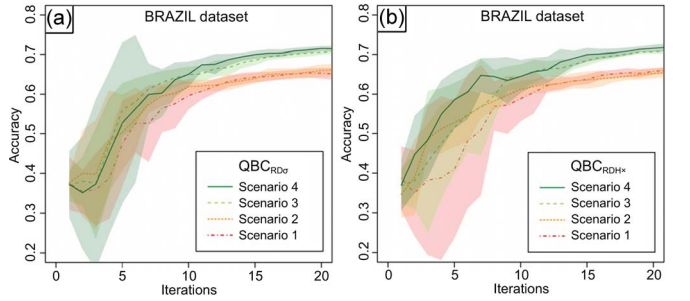 (a)
BRAZIL dataset
0.8
0.7
0.6
0.5
0.4
0.3
0.2
Accuracy
QBCRDσ
Scenario 4
Scenario 3
Scenario 2
Scenario 1
0 5 10 15 20
Iterations
(b)
BRAZIL dataset
0.8
0.7
0.6
0.5
0.4
0.3
0.2
Accuracy
QBCRDH×
Scenario 4
Scenario 3
Scenario 2
Scenario 1
0 5 10 15 20
Iterations